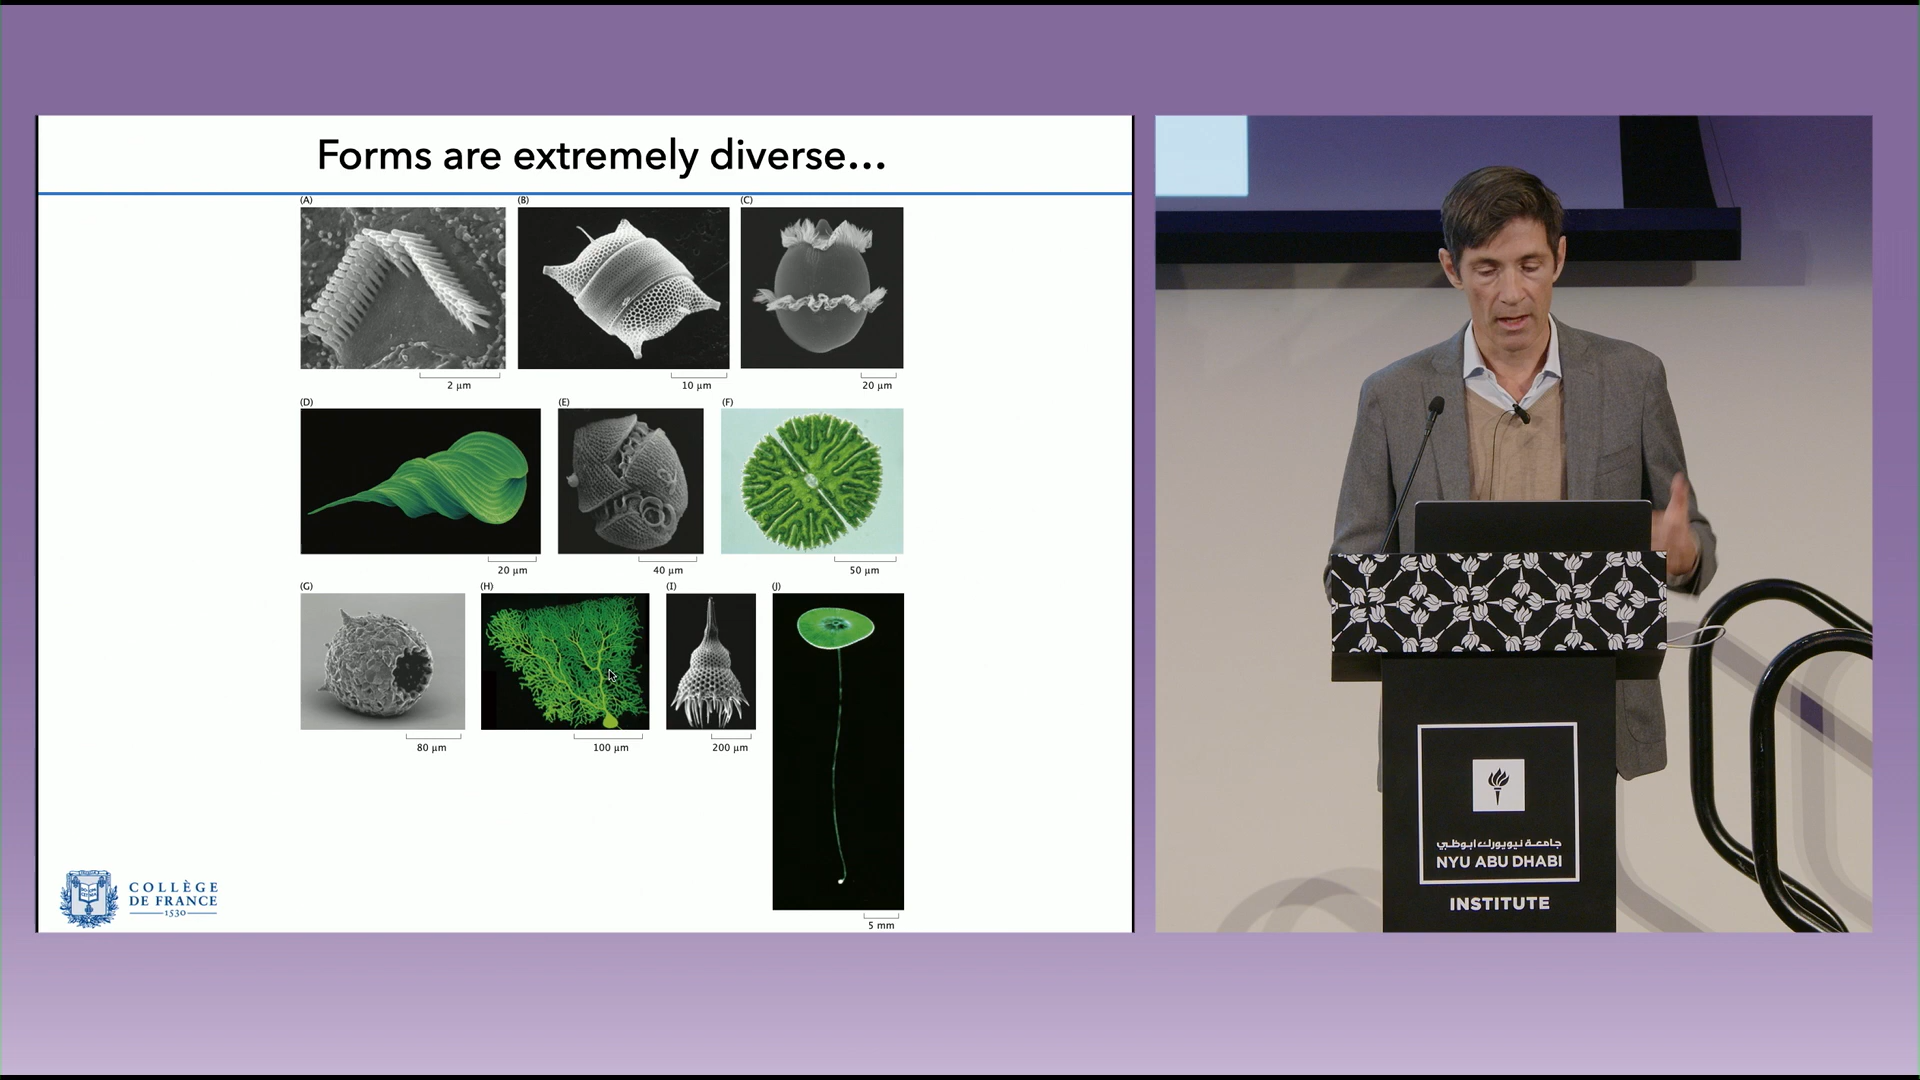 Forms are extremely diverse...
(A)
(B)
(C)
2 μm
10 μm
20 μm
(D)
(E)
(F)
20 μm
40 μm
50 μm
(G)
(H)
(I)
(J)
80 μm
100 μm
200 μm
5 mm
COLLÈGE
DE FRANCE
1530
جامعة نيويورك أبوظبي
NYU ABU DHABI
INSTITUTE